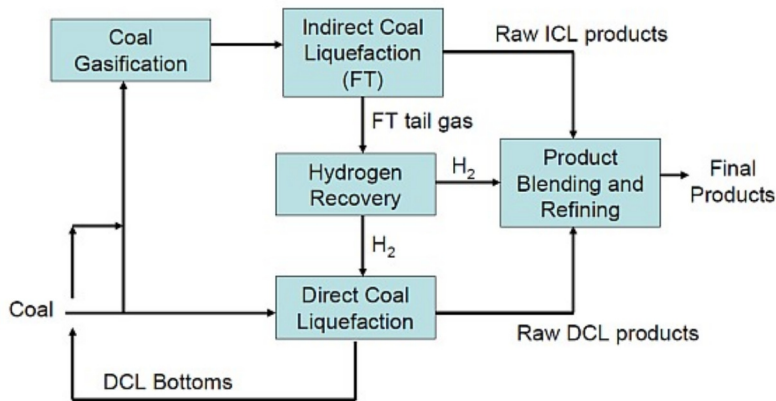 Coal
Gasification
Indirect Coal
Liquefaction
(FT)
Raw ICL products
FT tail gas
Hydrogen
Recovery
H₂
Product
Blending and
Refining
Final
Products
H₂
Coal
Direct Coal
Liquefaction
Raw DCL products
DCL Bottoms